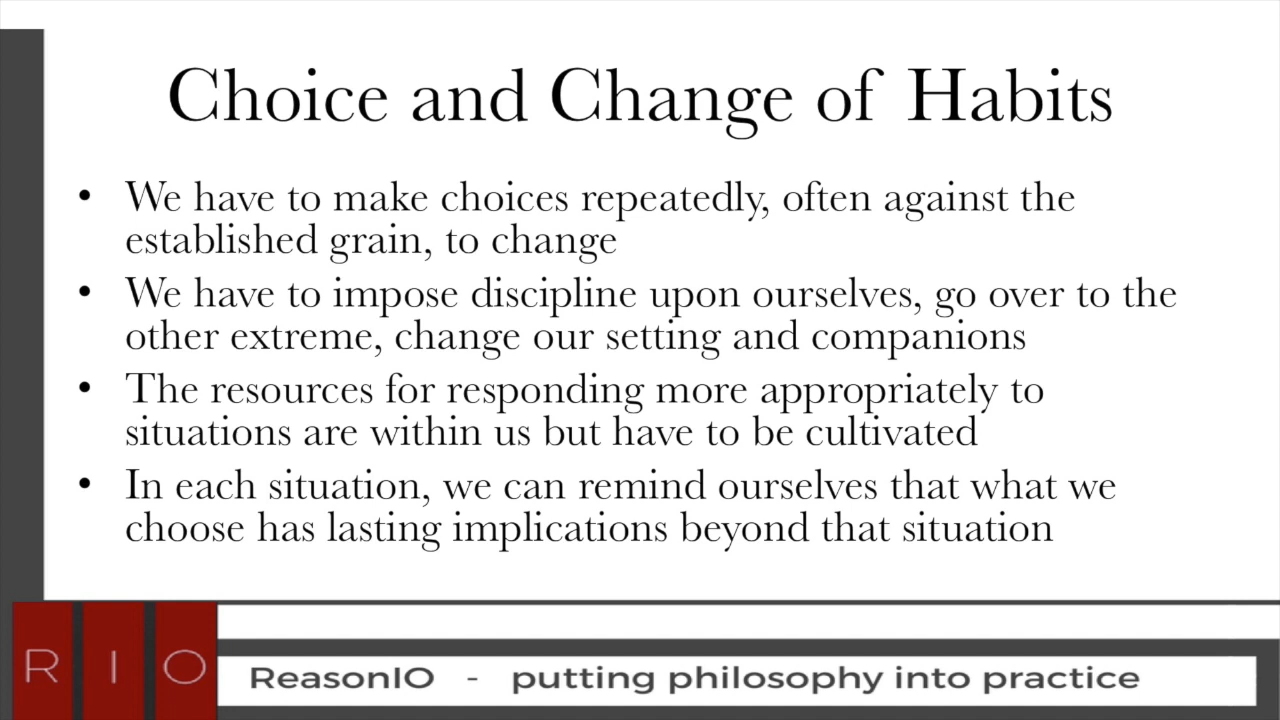 Choice and Change of Habits
• We have to make choices repeatedly, often against the
established grain, to change
• We have to impose discipline upon ourselves, go over to the
other extreme, change our setting and companions
• The resources for responding more appropriately to
situations are within us but have to be cultivated
• In each situation, we can remind ourselves that what we
choose has lasting implications beyond that situation
R I O
ReasonIO - putting philosophy into practice